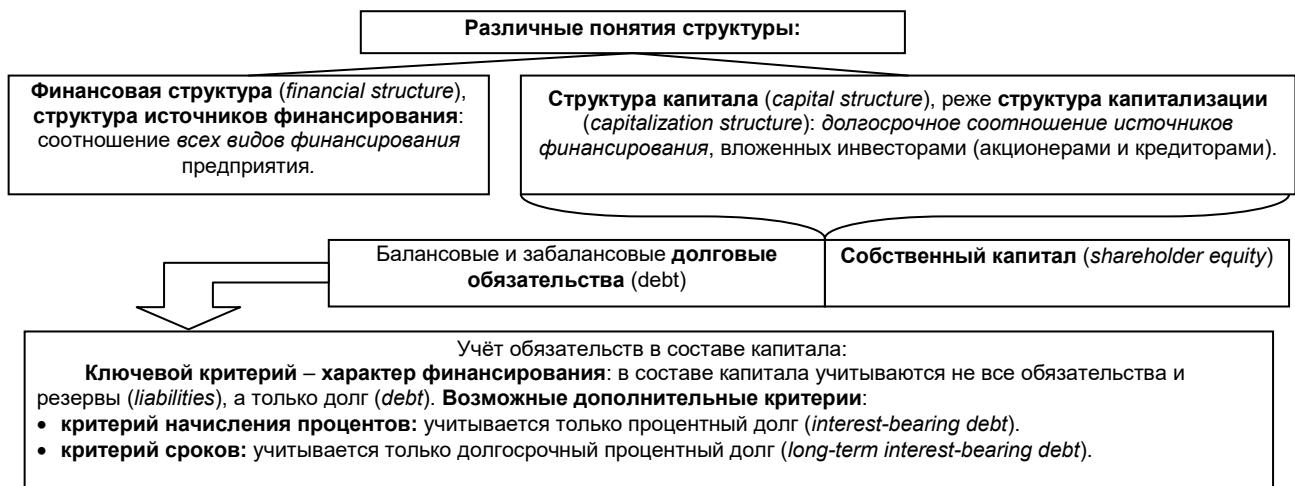 Различные понятия структуры:
Финансовая структура (financial structure),
структура источников финансирования:
соотношение всех видов финансирования
предприятия.
Структура капитала (capital structure), реже структура капитализации
(capitalization structure): долгосрочное соотношение источников
финансирования, вложенных инвесторами (акционерами и кредиторами).
Балансовые и забалансовые долговые
обязательства (debt)
Собственный капитал (shareholder equity)
Учёт обязательств в составе капитала:
Ключевой критерий – характер финансирования: в составе капитала учитываются не все обязательства и
резервы (liabilities), а только долг (debt). Возможные дополнительные критерии:
• критерий начисления процентов: учитывается только процентный долг (interest-bearing debt).
• критерий сроков: учитывается только долгосрочный процентный долг (long-term interest-bearing debt).